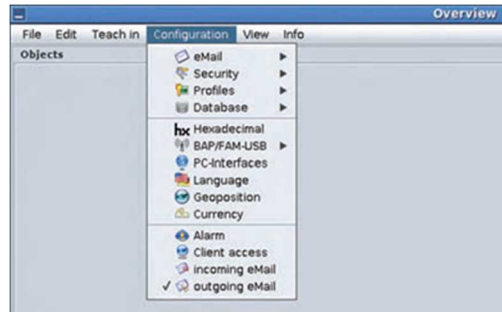 Overview
File Edit Teach in Configuration View Info
Objects
eMail
Security
Profiles
Database
hx Hexadecimal
BAP/FAM-USB
PC-Interfaces
Language
Geoposition
Currency
Alarm
Client access
incoming eMail
✓ outgoing eMail